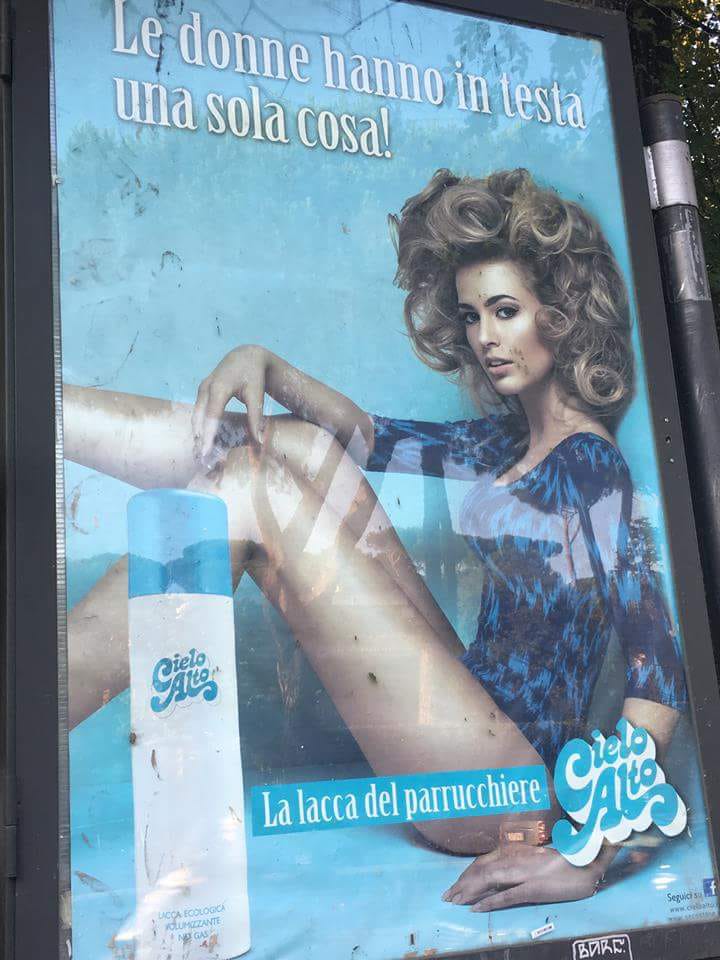 Le donne hanno in testa
una sola cosa!
Cielo
Alto
La lacca del parrucchiere
Cielo
Alto
LACCA ECOLOGICA
VOLUMIZZANTE
NO GAS
Seguici su f